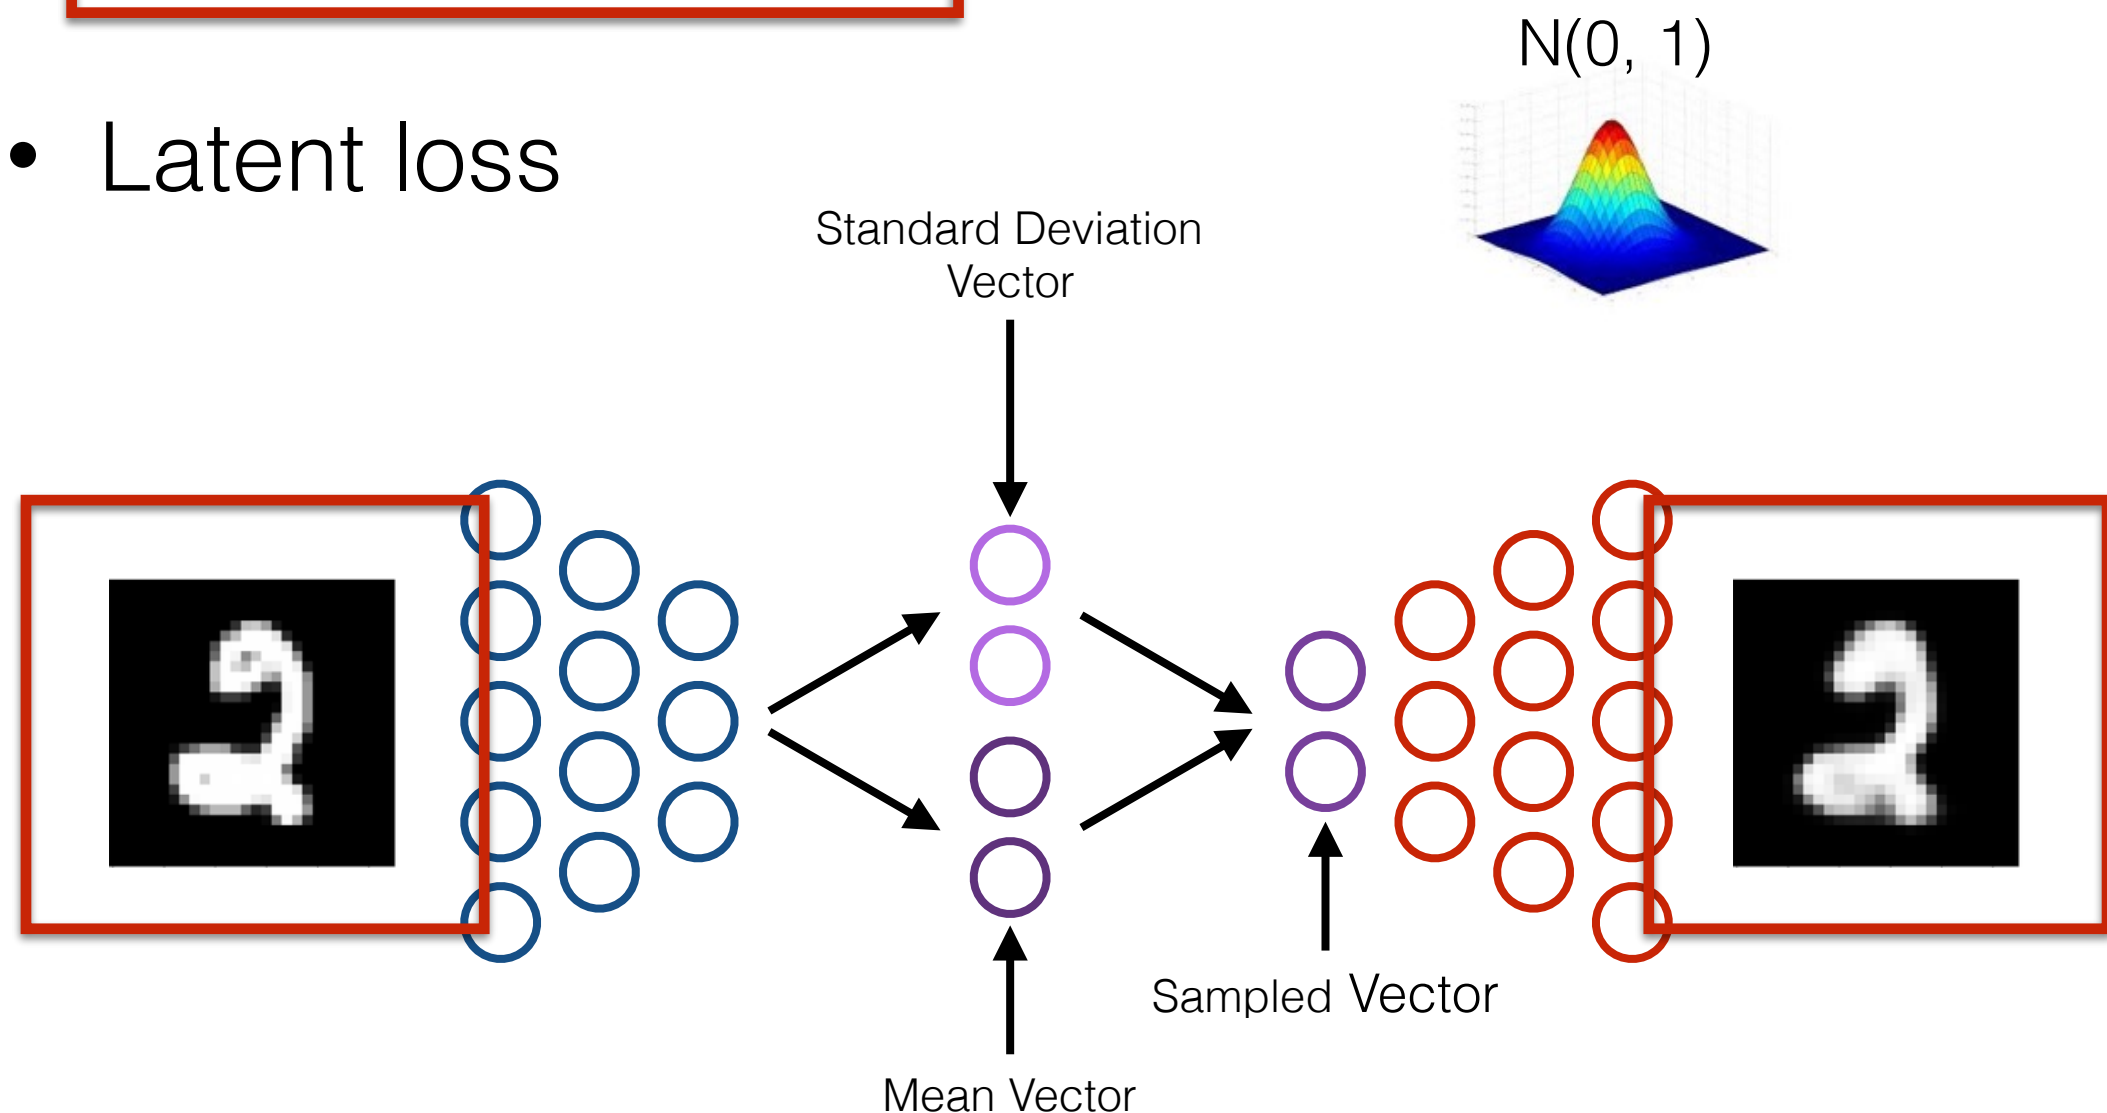 N(0, 1)
• Latent loss
Standard Deviation
Vector
Sampled Vector
Mean Vector